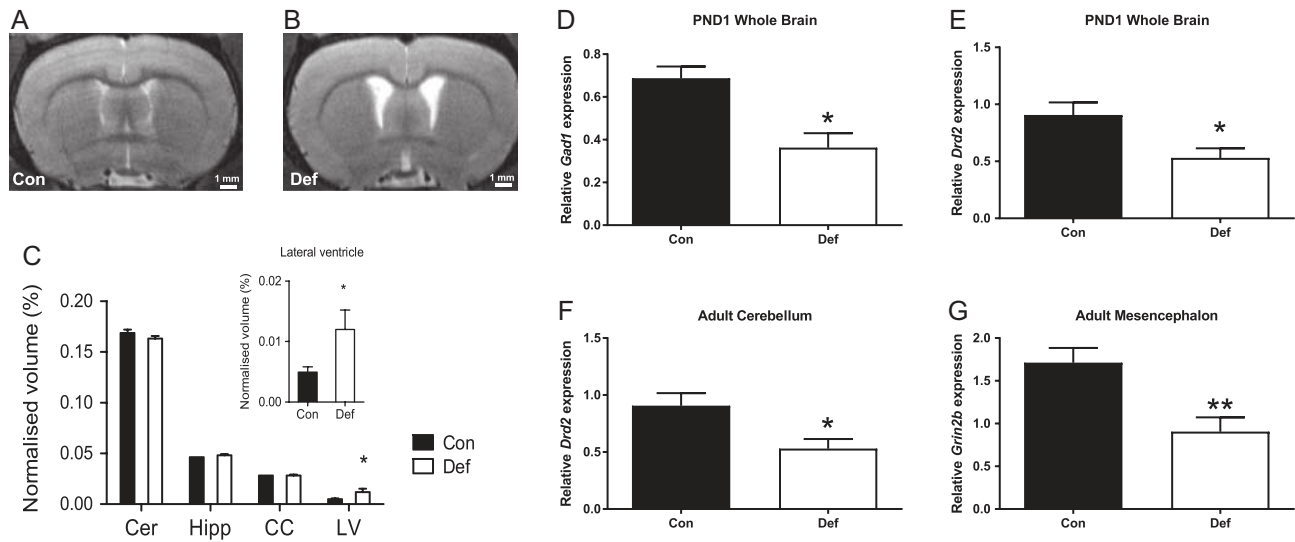 A
Con
1 mm
B
Def
1 mm
C
Normalised volume (%)
0.20
0.15
0.10
0.05
0.00
Cer Hipp CC LV
*
Lateral ventricle
Normalised volume (%)
0.02
0.01
0.00
*
Con Def
Con
Def
D
PND1 Whole Brain
Relative Gad1 expression
0.8
0.6
0.4
0.2
0.0
*
Con Def
E
PND1 Whole Brain
Relative Drd2 expression
1.5
1.0
0.5
0.0
*
Con Def
F
Adult Cerebellum
Relative Drd2 expression
1.5
1.0
0.5
0.0
*
Con Def
G
Adult Mesencephalon
Relative Grin2b expression
2.0
1.5
1.0
0.5
0.0
**
Con Def